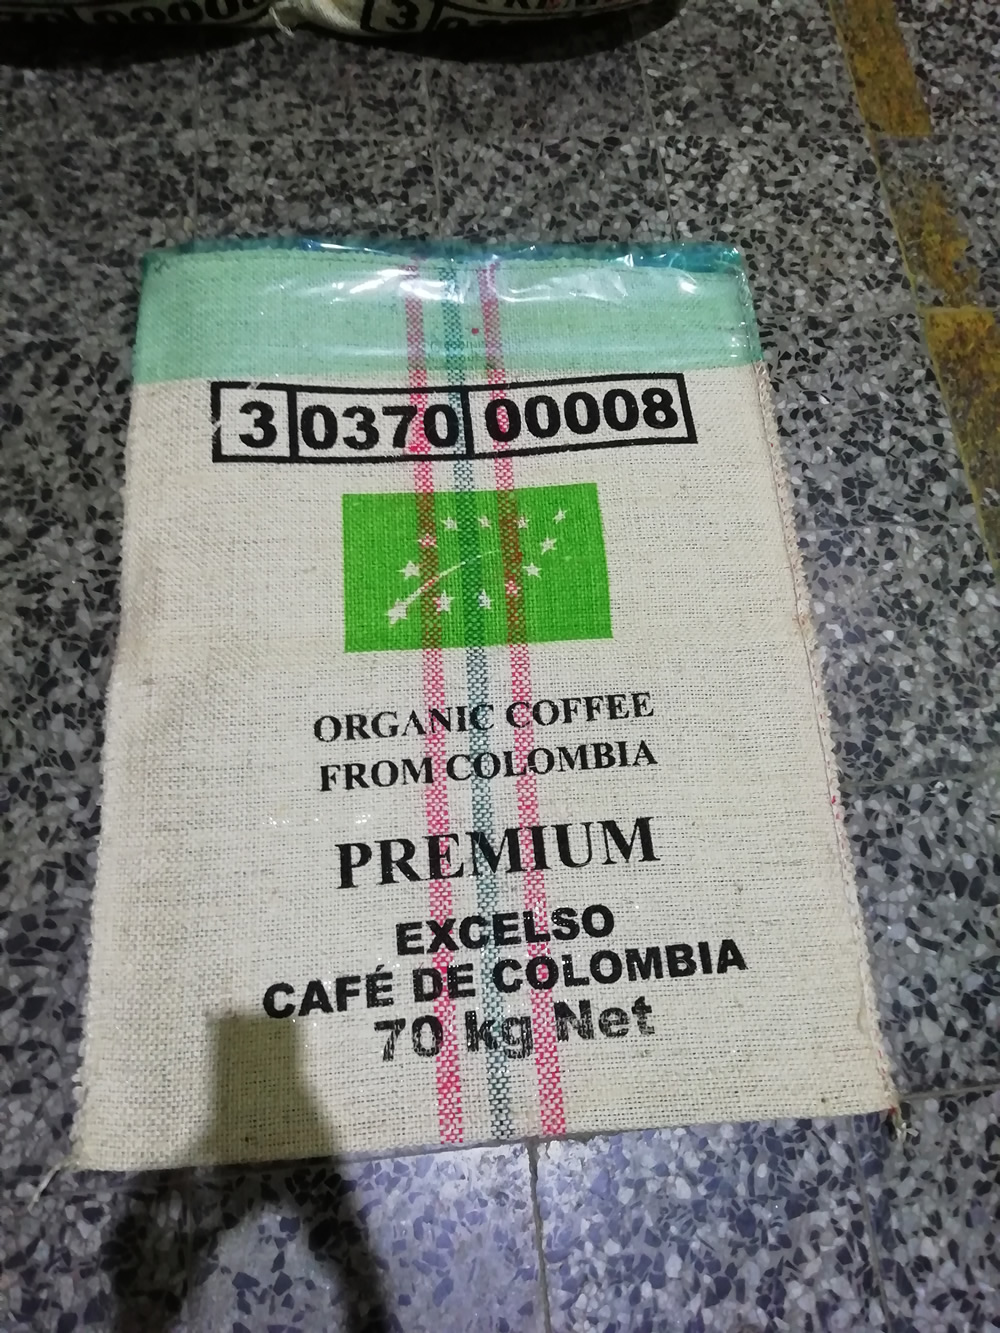 3 0370 00008
ORGANIC COFFEE
FROM COLOMBIA
PREMIUM
EXCELSO
CAFÉ DE COLOMBIA
70 kg Net